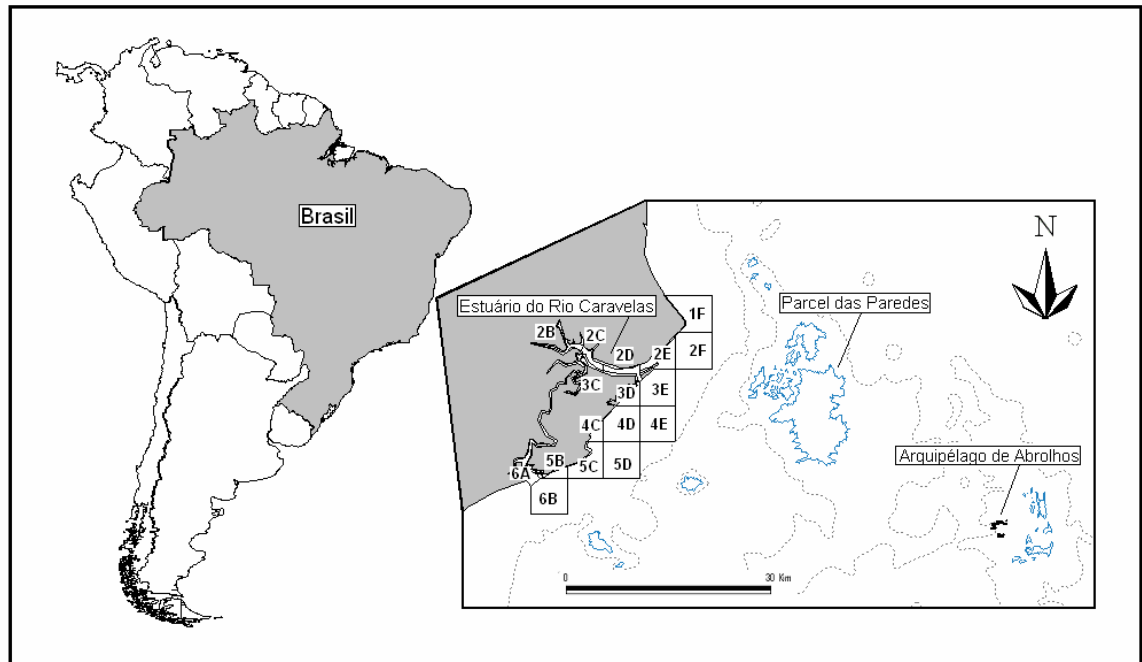 Brasil
N
Estuário do Rio Caravelas
Parcel das Paredes
1F
2B
2C
2D
2E
2F
3C
3D
3E
4C
4D
4E
5B
5C
5D
6A
6B
Arquipélago de Abrolhos
0
30 Km